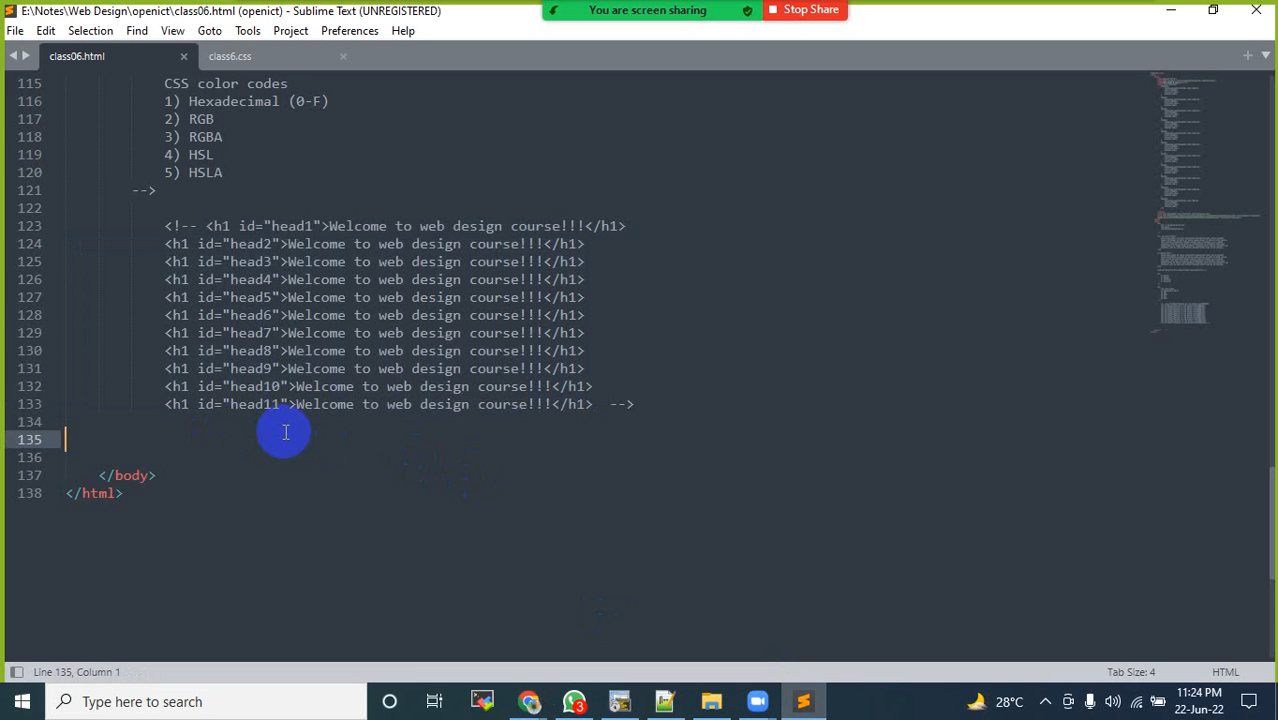 E:\Notes\Web Design\openict\class06.html (openict) - Sublime Text (UNREGISTERED)
You are screen sharing
Stop Share
File Edit Selection Find View Goto Tools Project Preferences Help
class06.html class6.css
115 CSS color codes
116 1) Hexadecimal (0-F)
117 2) RGB
118 3) RGBA
119 4) HSL
120 5) HSLA
121 -->
122
123 <!-- <h1 id="head1">Welcome to web design course!!!</h1>
124 <h1 id="head2">Welcome to web design course!!!</h1>
125 <h1 id="head3">Welcome to web design course!!!</h1>
126 <h1 id="head4">Welcome to web design course!!!</h1>
127 <h1 id="head5">Welcome to web design course!!!</h1>
128 <h1 id="head6">Welcome to web design course!!!</h1>
129 <h1 id="head7">Welcome to web design course!!!</h1>
130 <h1 id="head8">Welcome to web design course!!!</h1>
131 <h1 id="head9">Welcome to web design course!!!</h1>
132 <h1 id="head10">Welcome to web design course!!!</h1>
133 <h1 id="head11">Welcome to web design course!!!</h1> -->
134
135
136
137 </body>
138 </html>
Line 135, Column 1
Tab Size: 4 HTML
Type here to search
3
28°C
11:24 PM
22-Jun-22